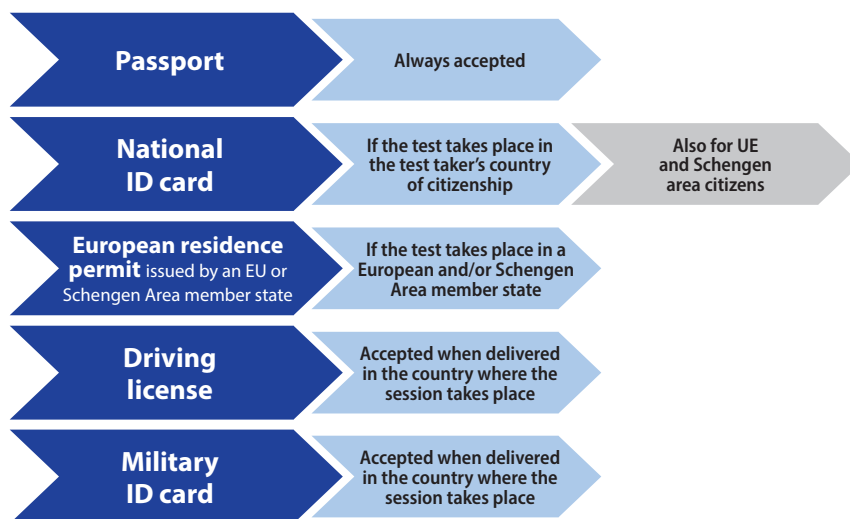 Passport
Always accepted
National
ID card
If the test takes place in
the test taker's country
of citizenship
Also for UE
and Schengen
area citizens
European residence
permit issued by an EU or
Schengen Area member state
If the test takes place in a
European and/or Schengen
Area member state
Driving
license
Accepted when delivered
in the country where the
session takes place
Military
ID card
Accepted when delivered
in the country where the
session takes place